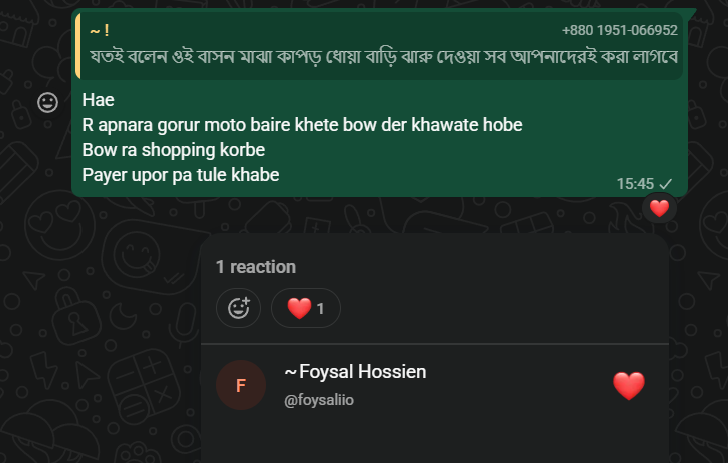 ~ !
+880 1951-066952
যতই বলেন ওই বাসন মাঝা কাপড় ধোয়া বাড়ি ঝারু দেওয়া সব আপনাদেরই করা লাগবে
Hae
R apnara gorur moto baire khete bow der khawate hobe
Bow ra shopping korbe
Payer upor pa tule khabe
15:45
1 reaction
1
F
~Foysal Hossien
@foysaliio